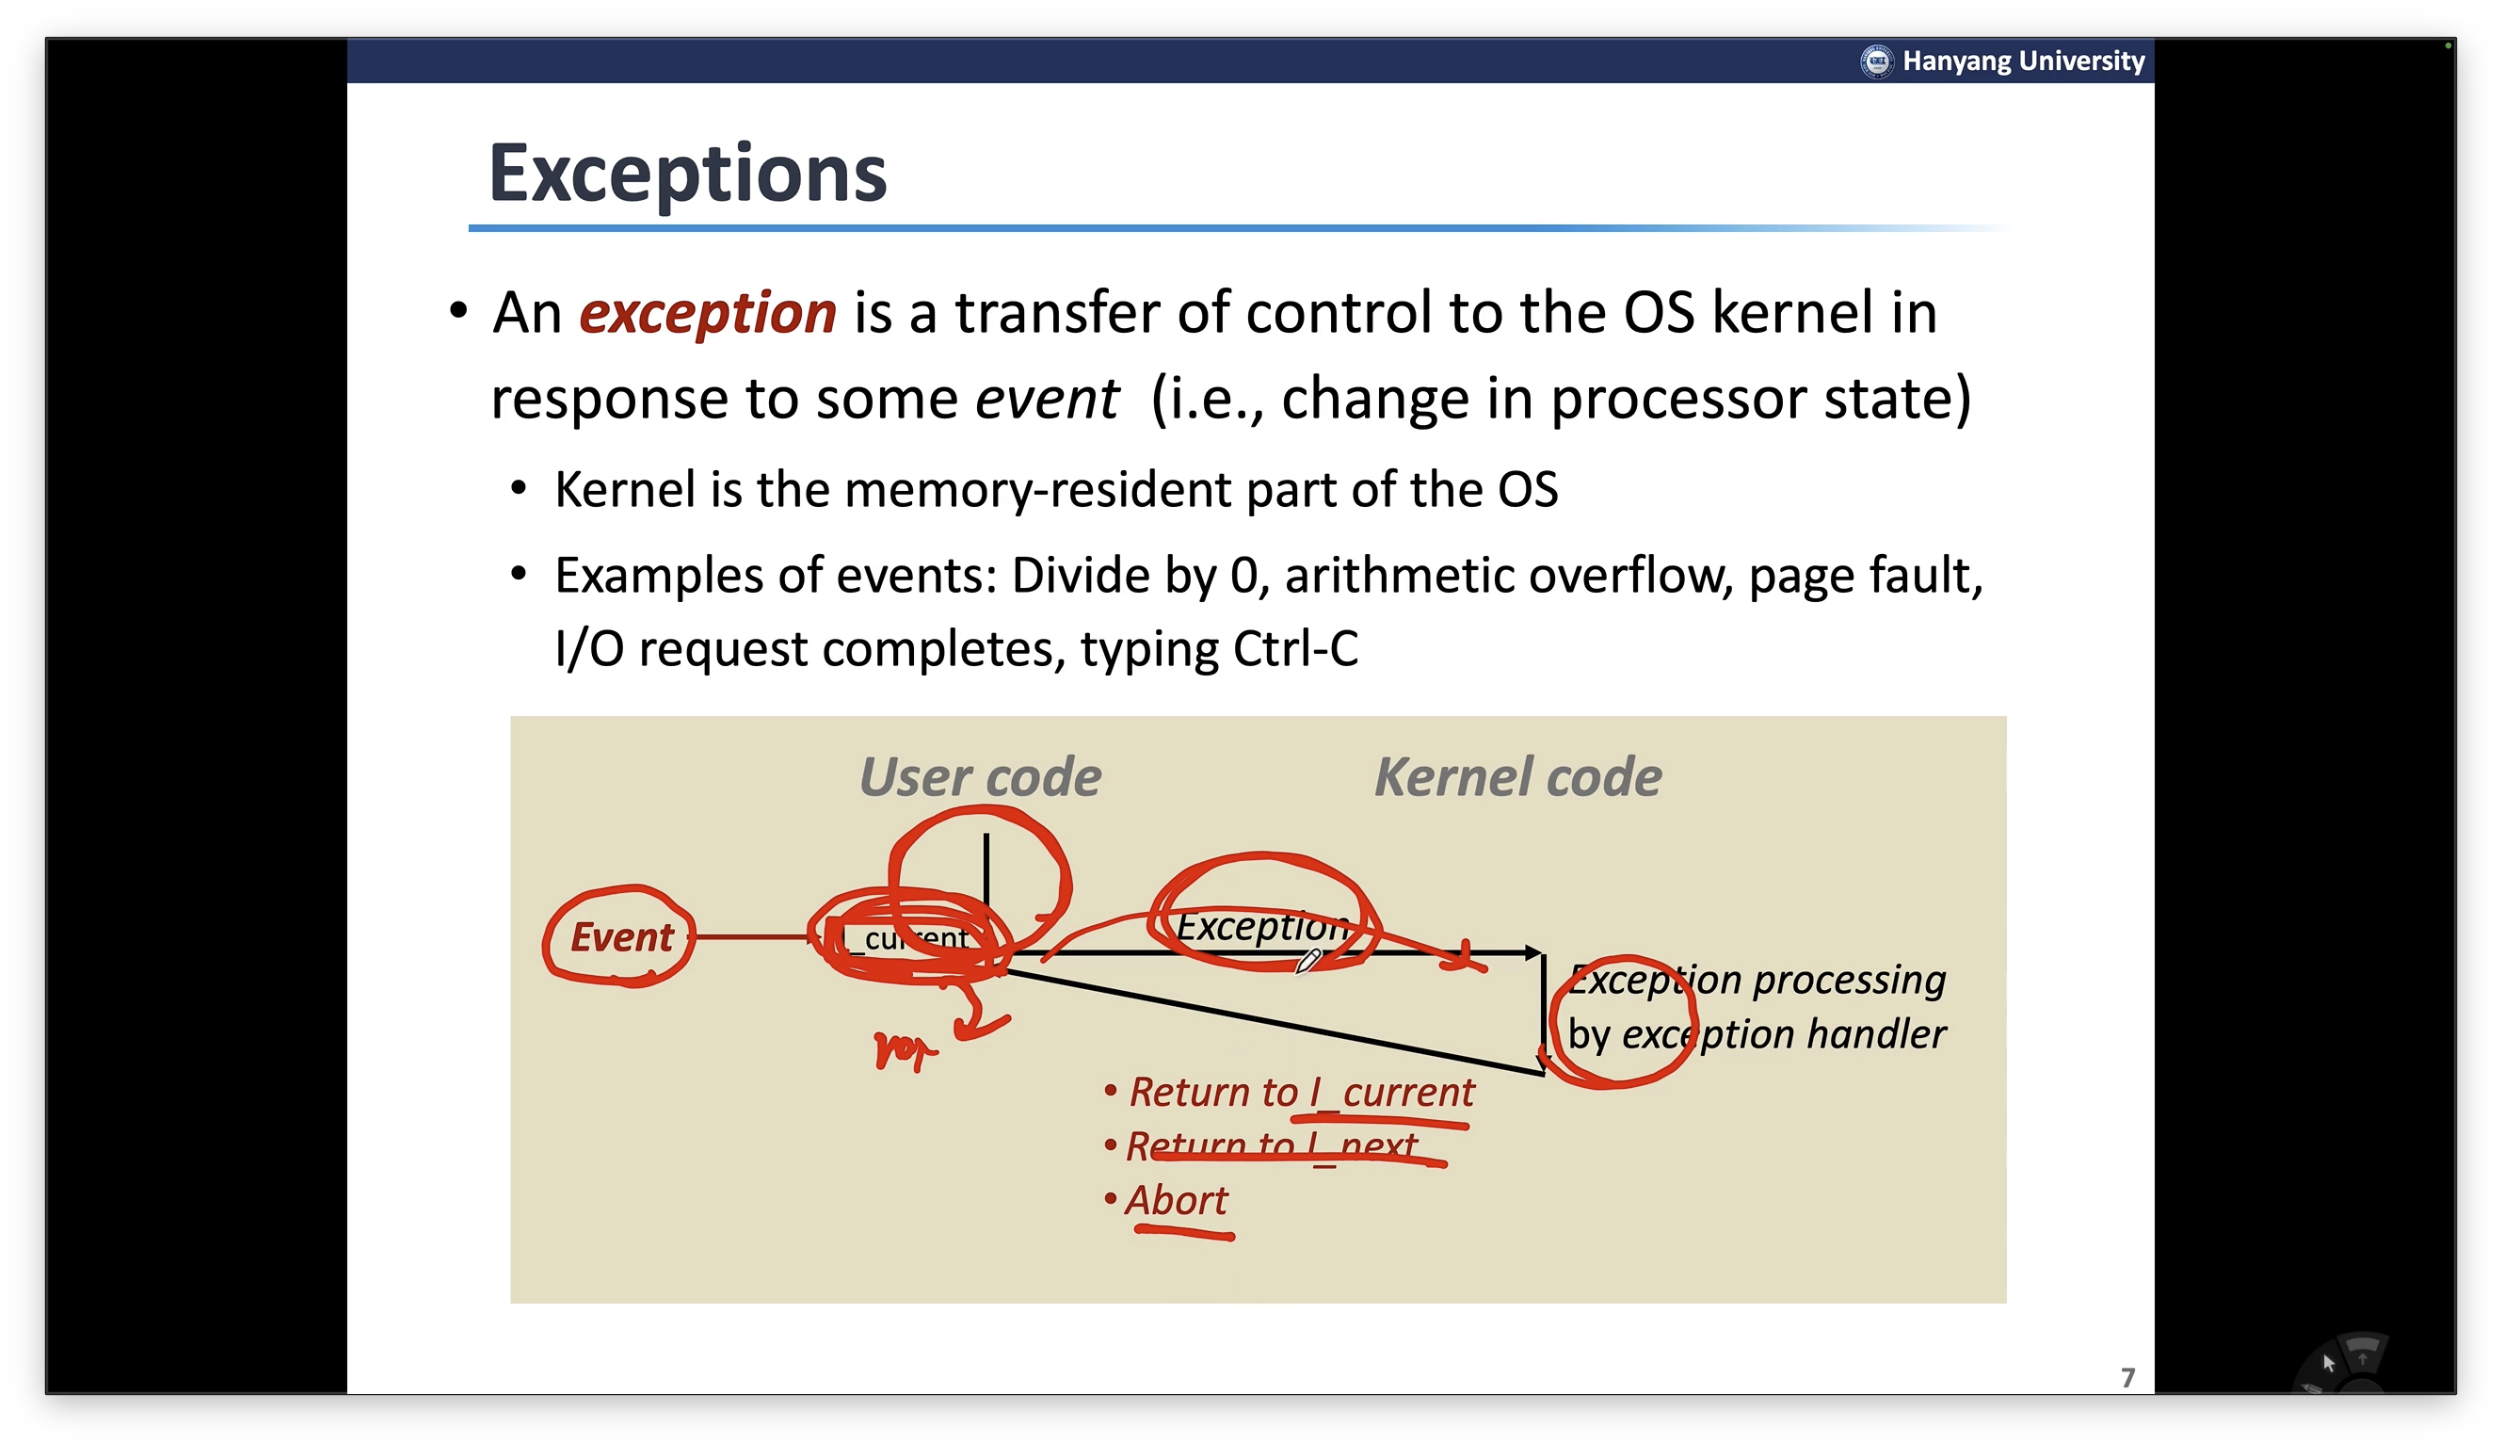 Hanyang University
Exceptions
• An exception is a transfer of control to the OS kernel in
response to some event (i.e., change in processor state)
• Kernel is the memory-resident part of the OS
• Examples of events: Divide by 0, arithmetic overflow, page fault,
I/O request completes, typing Ctrl-C
User code Kernel code
Event I_current Exception
Exception processing
by exception handler
• Return to I_current
• Return to I_next
• Abort
7